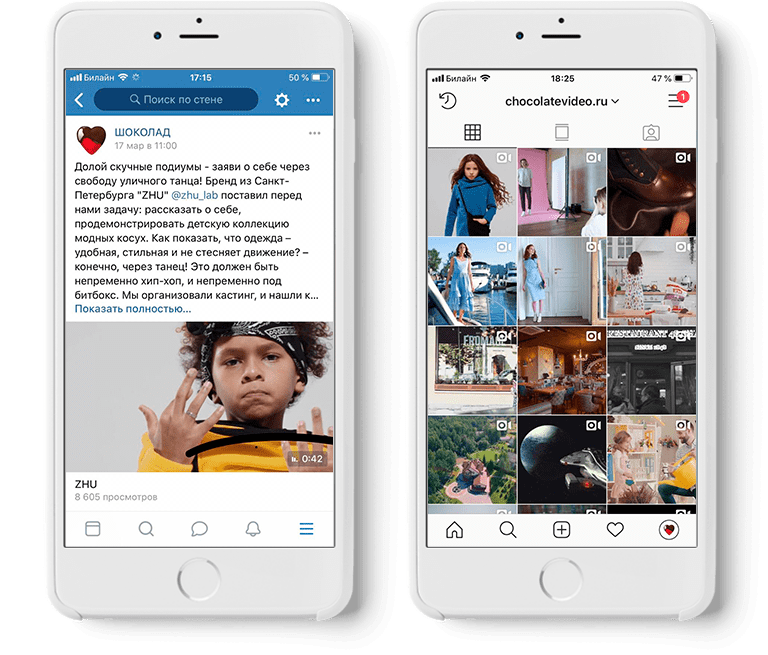 Билайн 17:15 50 %
Поиск по стене
ШОКОЛАД
17 мар в 11:00
Долой скучные подиумы - заяви о себе через
свободу уличного танца! Бренд из Санкт-
Петербурга "ZHU" @zhu_lab поставил перед
нами задачу: рассказать о себе,
продемонстрировать детскую коллекцию
модных косух. Как показать, что одежда –
удобная, стильная и не стесняет движение? –
конечно, через танец! Это должен быть
непременно хип-хоп, и непременно под
битбокс. Мы организовали кастинг, и нашли к...
Показать полностью...
0:42
ZHU
8 605 просмотров
Билайн 18:25 47 %
chocolatevideo.ru
1